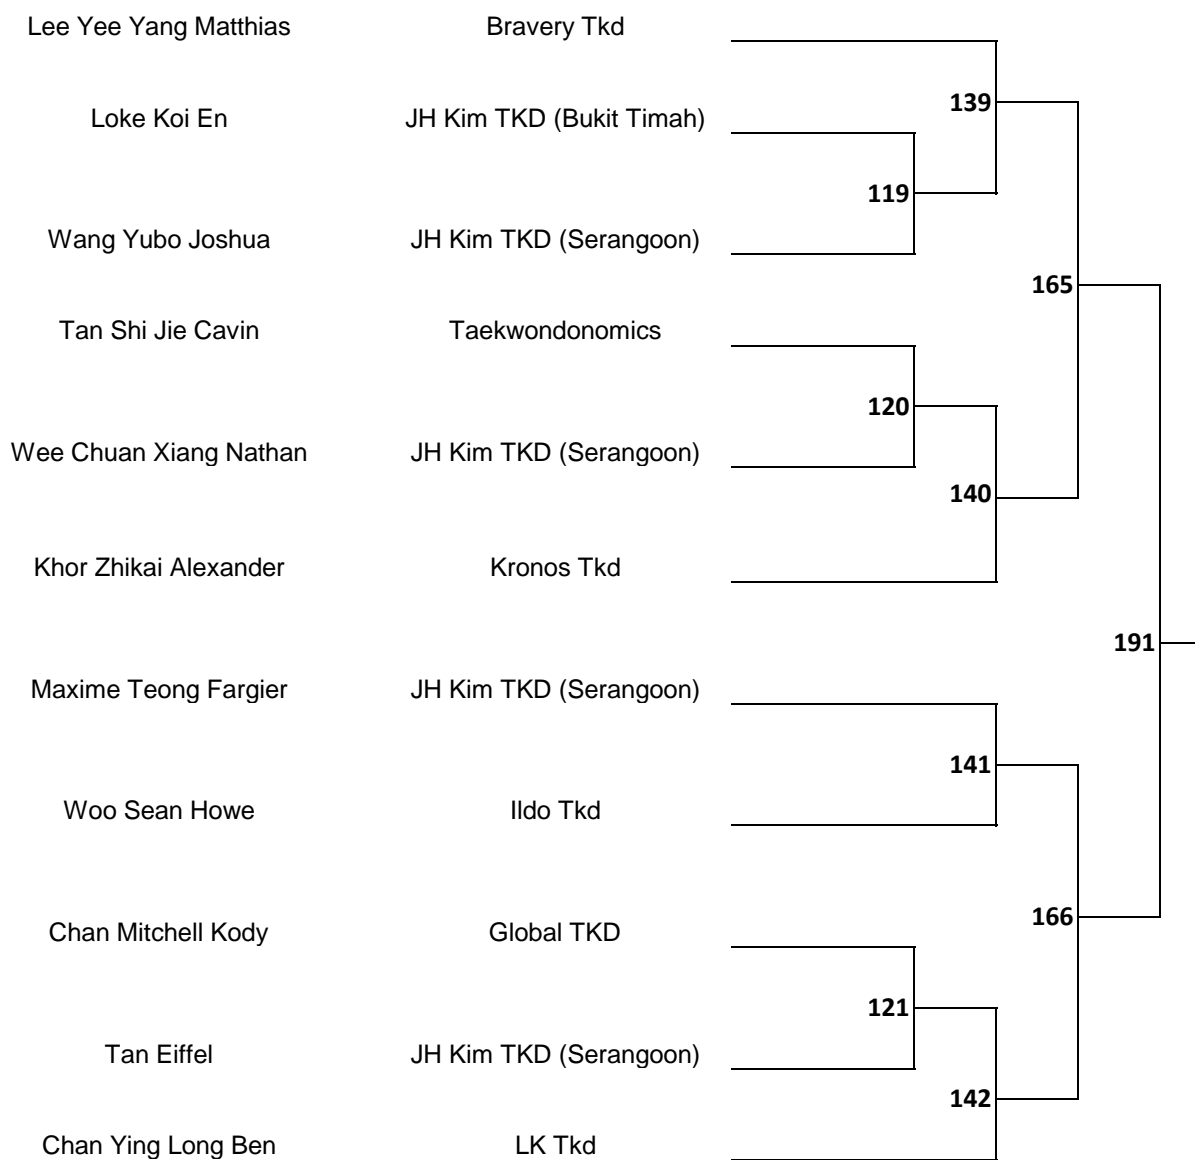 Lee Yee Yang Matthias Bravery Tkd
139
Loke Koi En JH Kim TKD (Bukit Timah)
119
Wang Yubo Joshua JH Kim TKD (Serangoon)
165
Tan Shi Jie Cavin Taekwondonomics
120
Wee Chuan Xiang Nathan JH Kim TKD (Serangoon)
140
Khor Zhikai Alexander Kronos Tkd
191
Maxime Teong Fargier JH Kim TKD (Serangoon)
141
Woo Sean Howe Ildo Tkd
166
Chan Mitchell Kody Global TKD
121
Tan Eiffel JH Kim TKD (Serangoon)
142
Chan Ying Long Ben LK Tkd